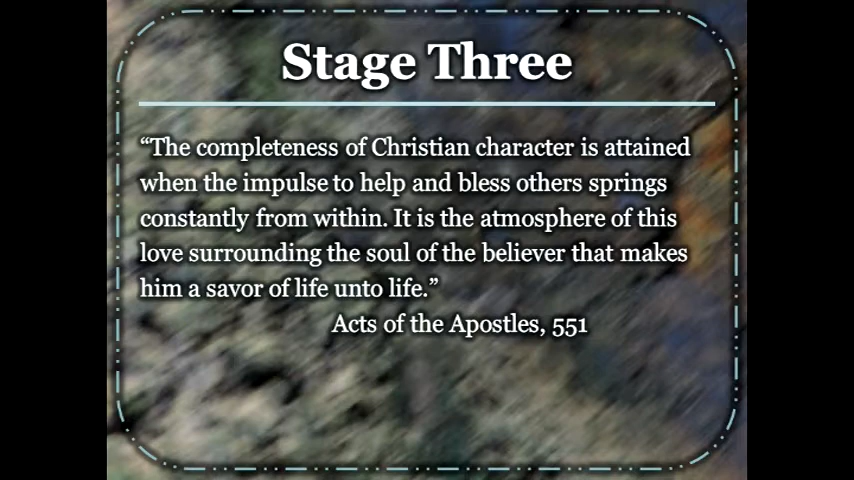 Stage Three
“The completeness of Christian character is attained
when the impulse to help and bless others springs
constantly from within. It is the atmosphere of this
love surrounding the soul of the believer that makes
him a savor of life unto life.”
Acts of the Apostles, 551